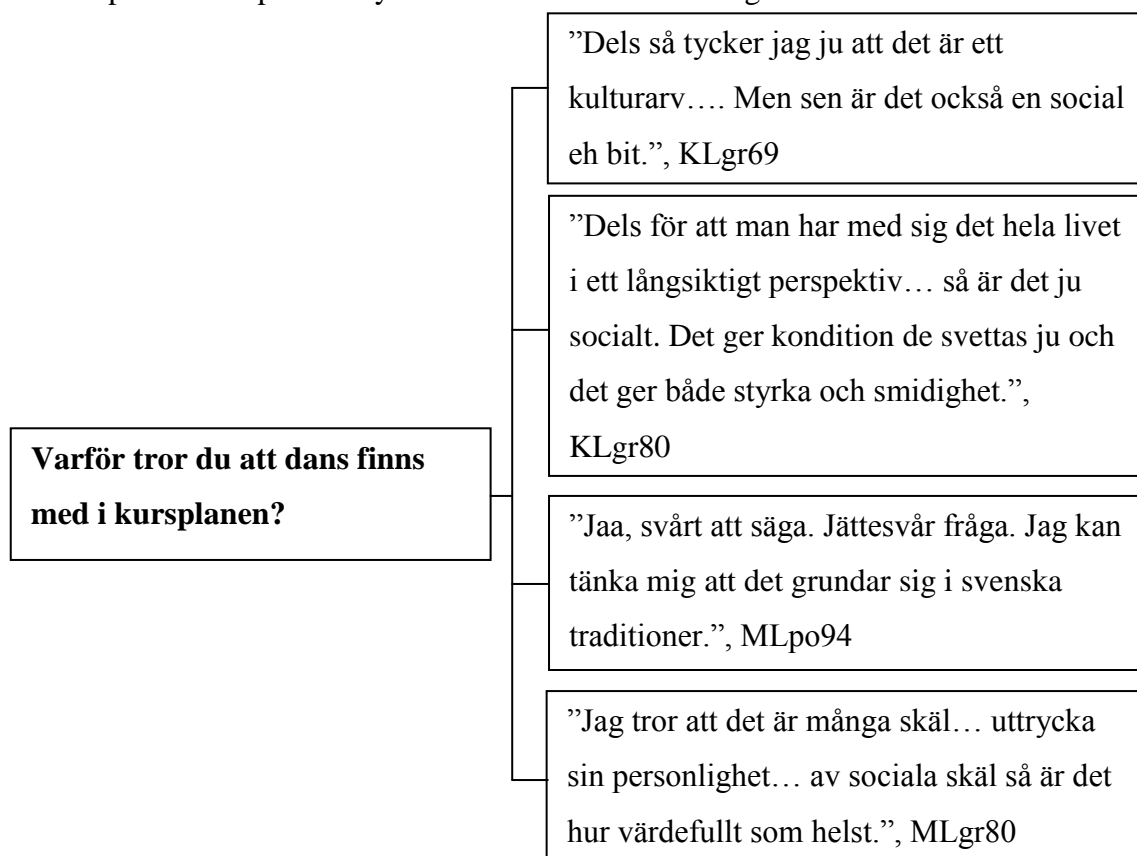 ”Dels så tycker jag ju att det är ett
kulturarv…. Men sen är det också en social
eh bit.”, KLgr69
”Dels för att man har med sig det hela livet
i ett långsiktigt perspektiv… så är det ju
socialt. Det ger kondition de svettas ju och
det ger både styrka och smidighet.”,
KLgr80
Varför tror du att dans finns
med i kursplanen?
”Jaa, svårt att säga. Jättesvår fråga. Jag kan
tänka mig att det grundar sig i svenska
traditioner.”, MLpo94
”Jag tror att det är många skäl… uttrycka
sin personlighet… av sociala skäl så är det
hur värdefullt som helst.”, MLgr80